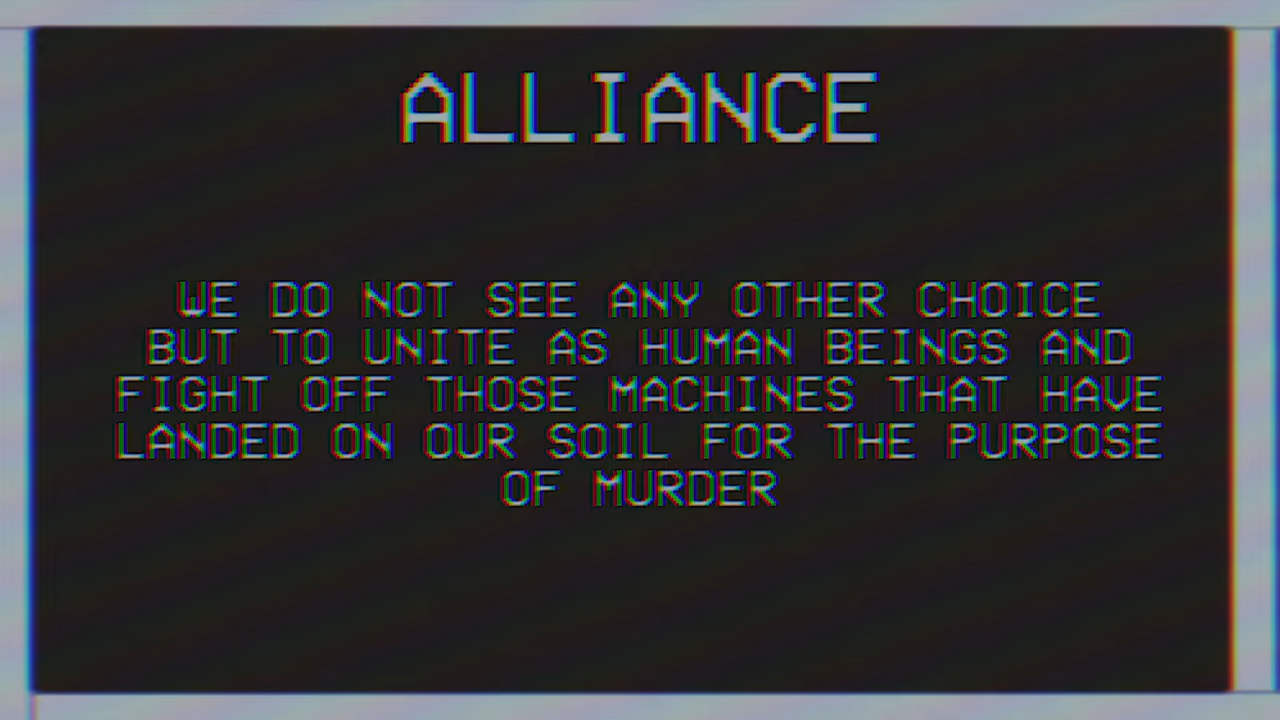 ALLIANCE
WE DO NOT SEE ANY OTHER CHOICE
BUT TO UNITE AS HUMAN BEINGS AND
FIGHT OFF THOSE MACHINES THAT HAVE
LANDED ON OUR SOIL FOR THE PURPOSE
OF MURDER